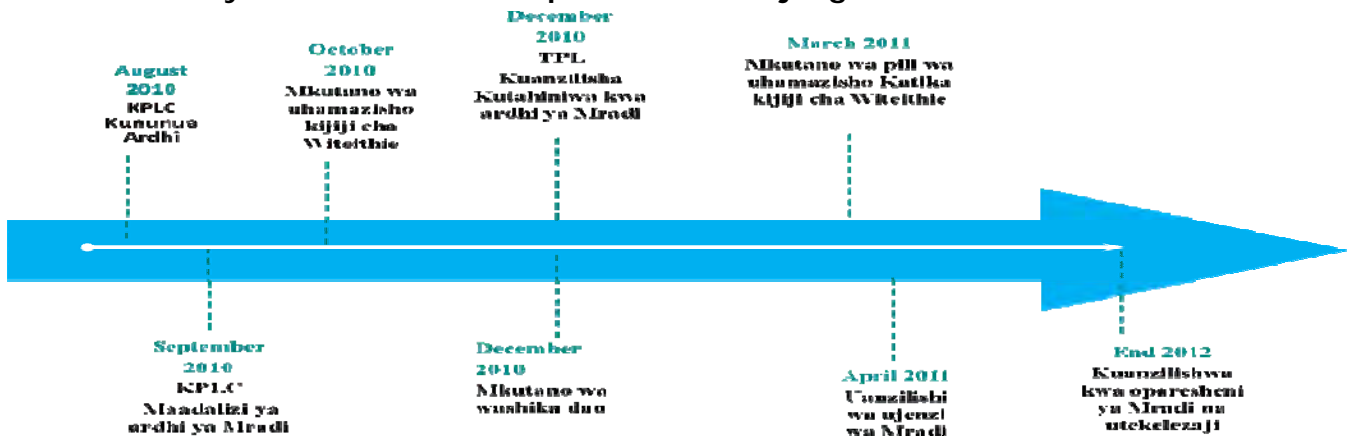 August
2010
KPLC
Kununua
Ardhi
October
2010
Mkutano wa
uhamazisho
kijiji cha
Witeithie
December
2010
TPL
Kuanzilisha
Kutahiniwa kwa
ardhi ya Mradi
March 2011
Mkutano wa pili wa
uhamazisho Katika
kijiji cha Witeithie
September
2010
KPLC
Maadalizi ya
ardhi ya Mradi
December
2010
Mkutano wa
washika dao
April 2011
Uanzilishi
wa ujenzi
wa Mradi
End 2012
Kuanzilishwa
kwa oparesheni
ya Mradi na
utekelezaji